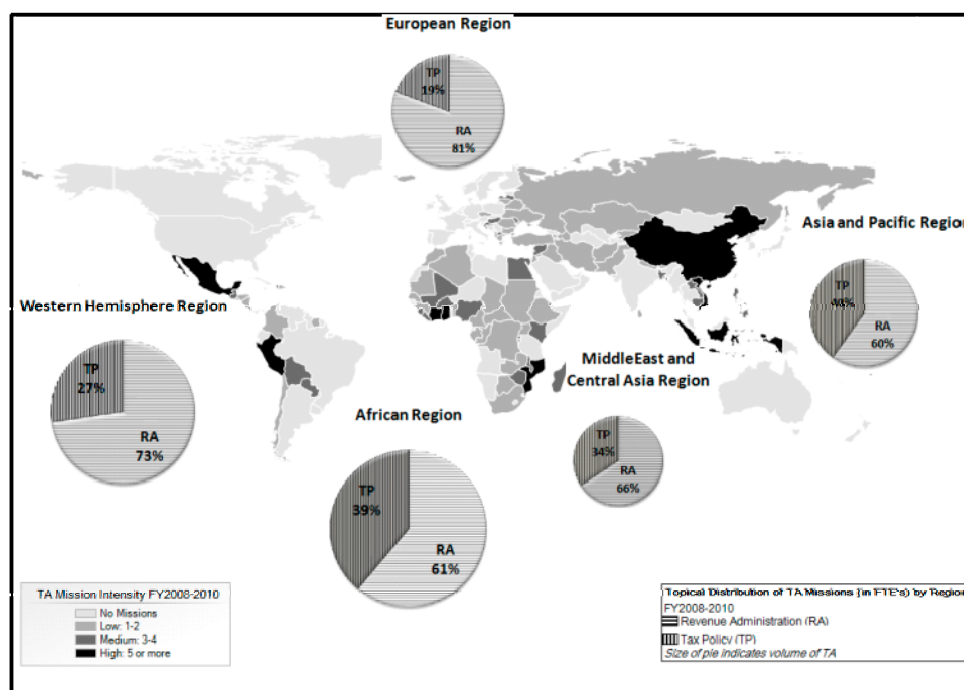 European Region
TP
19%
RA
81%
Asia and Pacific Region
TP
40%
RA
60%
Western Hemisphere Region
TP
27%
RA
73%
MiddleEast and
Central Asia Region
TP
34%
RA
66%
African Region
TP
39%
RA
61%
TA Mission Intensity FY2008-2010
No Missions
Low: 1-2
Medium: 3-4
High: 5 or more
Topical Distribution of TA Missions (in FTE's) by Region
FY2008-2010
Revenue Administration (RA)
Tax Policy (TP)
Size of pie indicates volume of TA